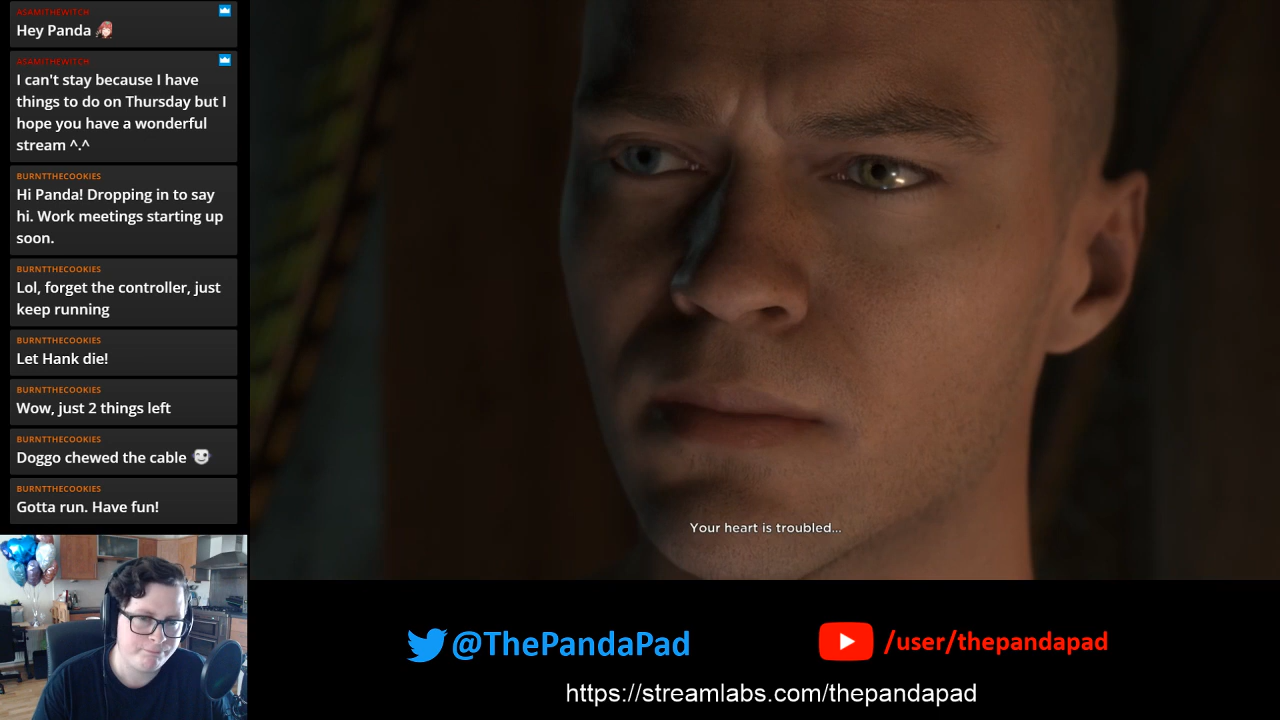 ASAMITHEWITCH
Hey Panda
ASAMITHEWITCH
I can't stay because I have
things to do on Thursday but I
hope you have a wonderful
stream ^.^
BURNTTHECOOKIES
Hi Panda! Dropping in to say
hi. Work meetings starting up
soon.
BURNTTHECOOKIES
Lol, forget the controller, just
keep running
BURNTTHECOOKIES
Let Hank die!
BURNTTHECOOKIES
Wow, just 2 things left
BURNTTHECOOKIES
Doggo chewed the cable
BURNTTHECOOKIES
Gotta run. Have fun!
Your heart is troubled...
@ThePandaPad
/user/thepandapad
https://streamlabs.com/thepandapad